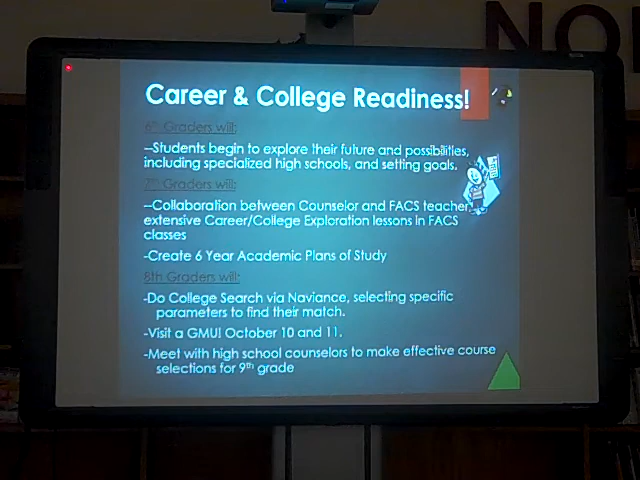 NO
Career & College Readiness!
6th Graders will:
–Students begin to explore their future and possibilities,
including specialized high schools, and setting goals.
7th Graders will:
–Collaboration between Counselor and FACS teacher
extensive Career/College Exploration lessons in FACS
classes
-Create 6 Year Academic Plans of Study
8th Graders will:
-Do College Search via Naviance, selecting specific
parameters to find their match.
-Visit a GMU! October 10 and 11.
-Meet with high school counselors to make effective course
selections for 9th grade